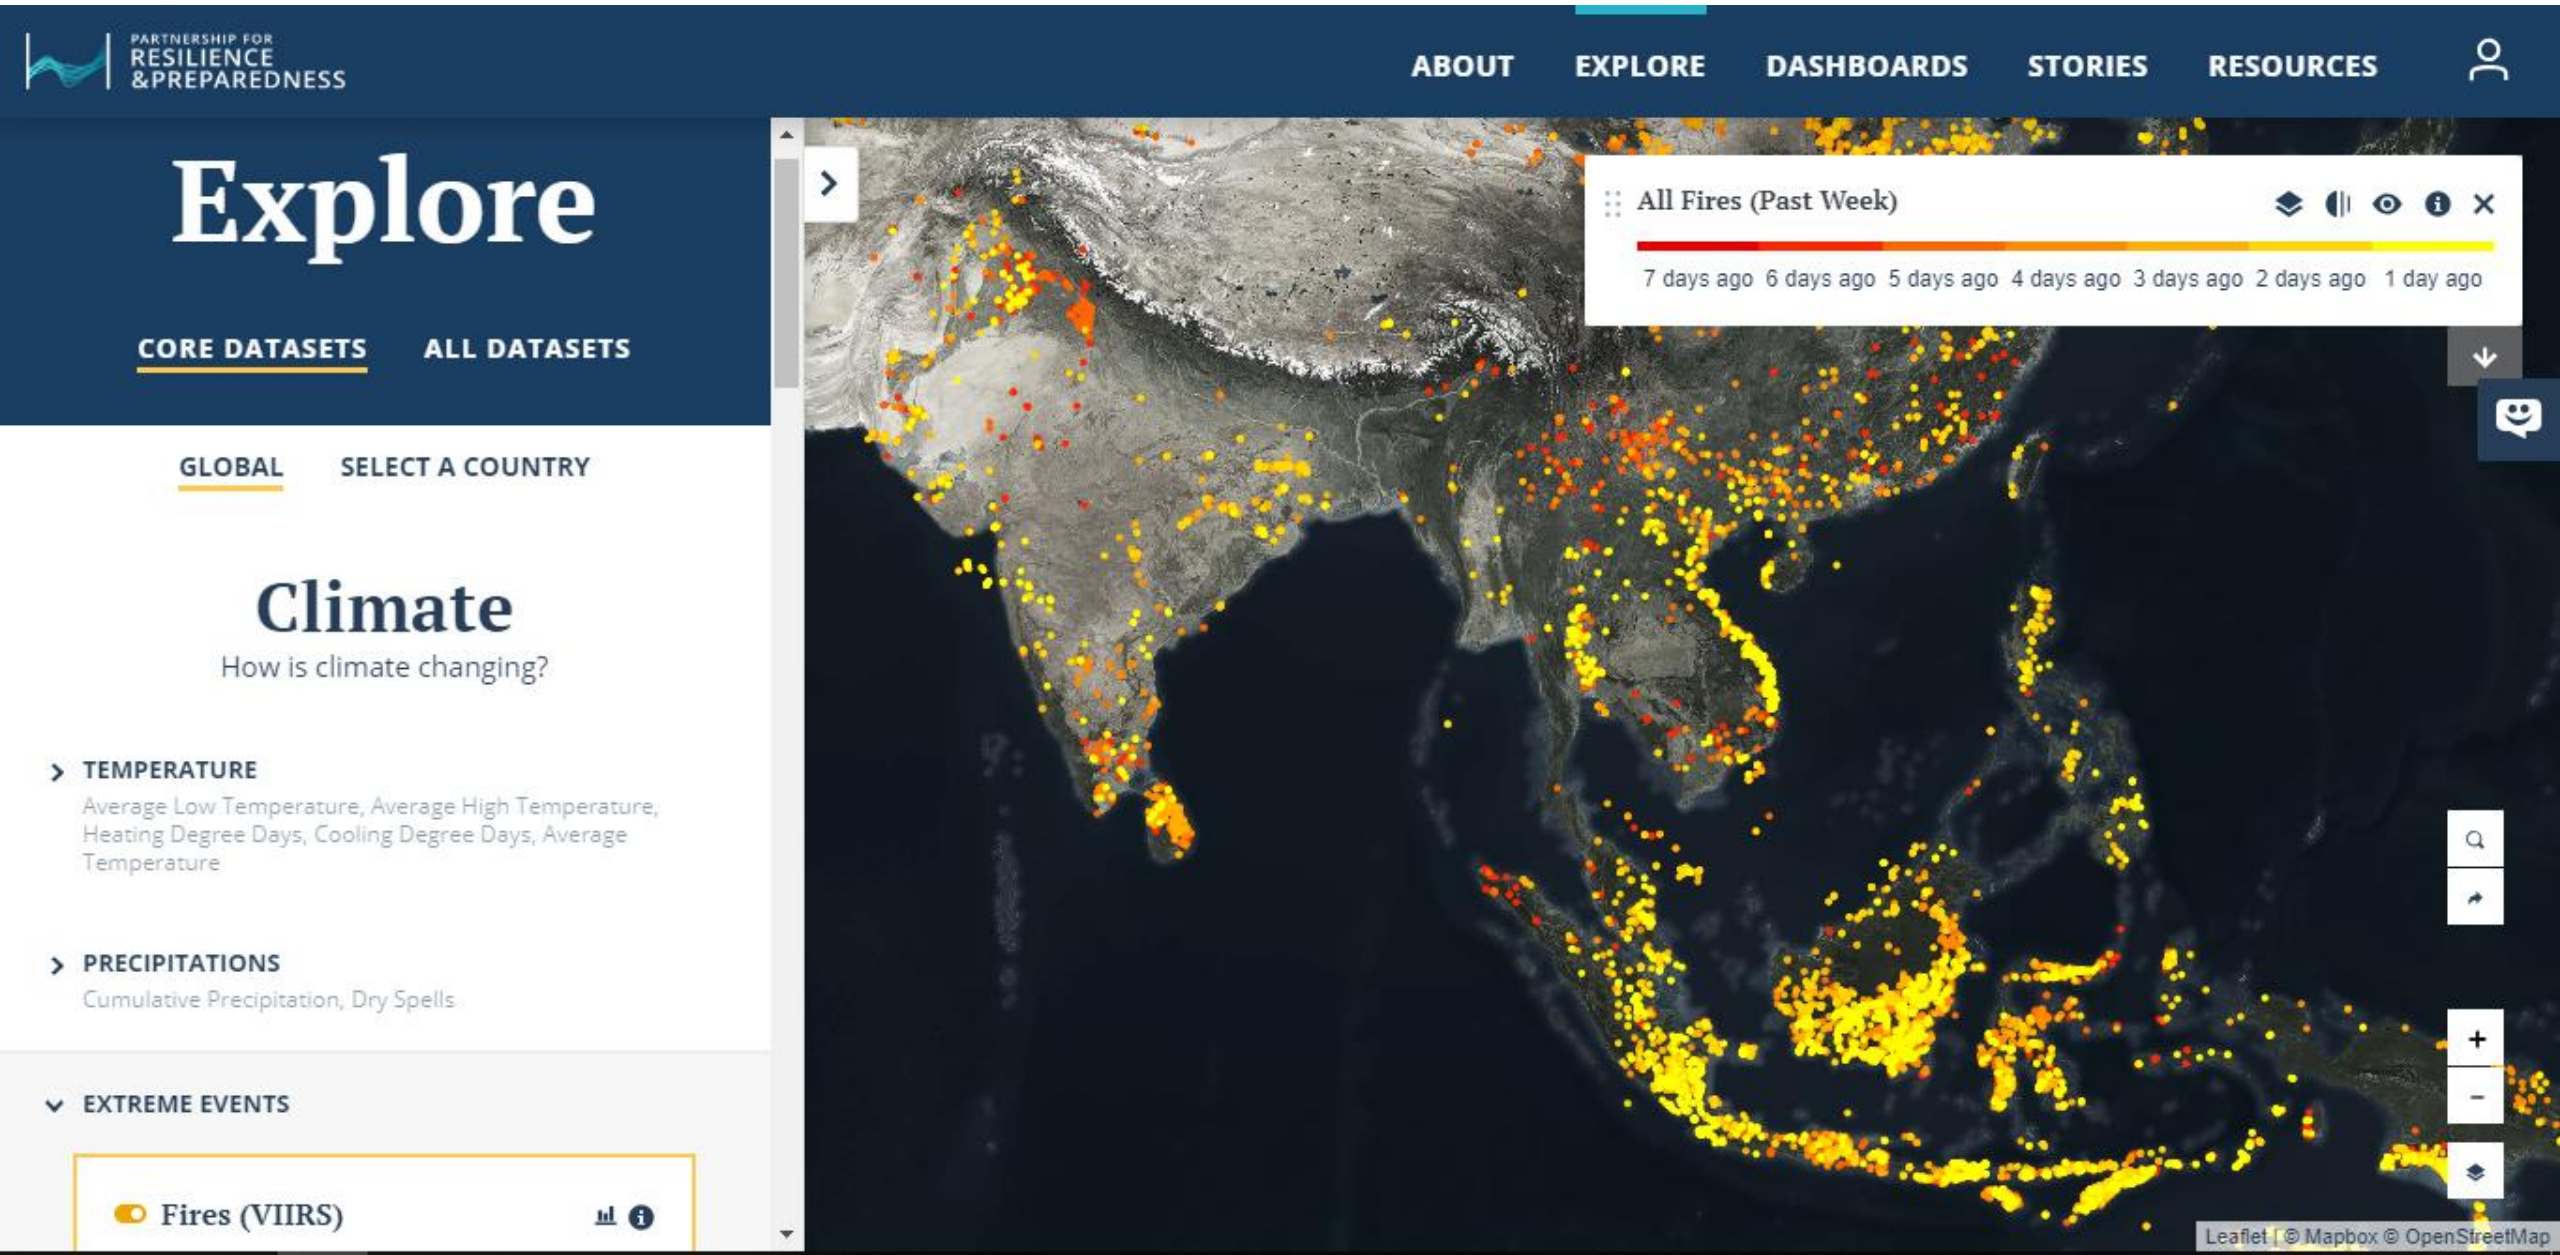 PARTNERSHIP FOR
RESILIENCE
&PREPAREDNESS
ABOUT
EXPLORE
DASHBOARDS
STORIES
RESOURCES
Explore
CORE DATASETS
ALL DATASETS
GLOBAL
SELECT A COUNTRY
Climate
How is climate changing?
TEMPERATURE
Average Low Temperature, Average High Temperature,
Heating Degree Days, Cooling Degree Days, Average
Temperature
PRECIPITATIONS
Cumulative Precipitation, Dry Spells
EXTREME EVENTS
Fires (VIIRS)
All Fires (Past Week)
7 days ago 6 days ago 5 days ago 4 days ago 3 days ago 2 days ago 1 day ago
Leaflet | © Mapbox © OpenStreetMap